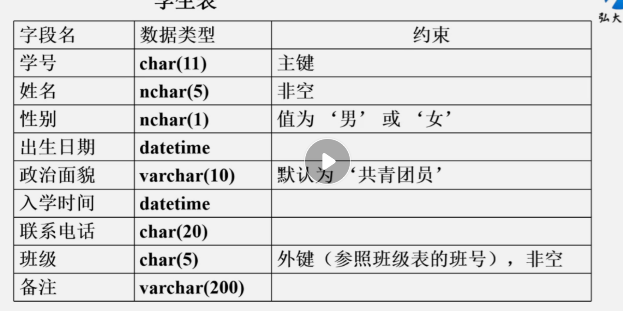 学生表
弘大
字段名 数据类型 约束
学号 char(11) 主键
姓名 nchar(5) 非空
性别 nchar(1) 值为 ‘男’ 或 ‘女’
出生日期 datetime
政治面貌 varchar(10) 默认为 ‘共青团员’
入学时间 datetime
联系电话 char(20)
班级 char(5) 外键（参照班级表的班号），非空
备注 varchar(200)